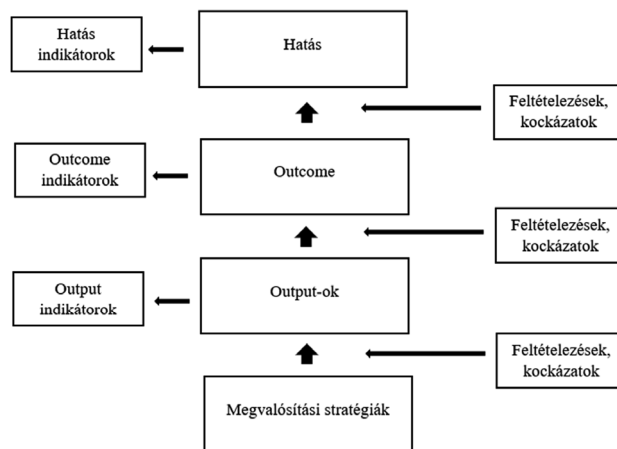 Hatás
indikátorok
Hatás
Feltételezések,
kockázatok
Outcome
indikátorok
Outcome
Feltételezések,
kockázatok
Output
indikátorok
Output-ok
Feltételezések,
kockázatok
Megvalósítási stratégiák